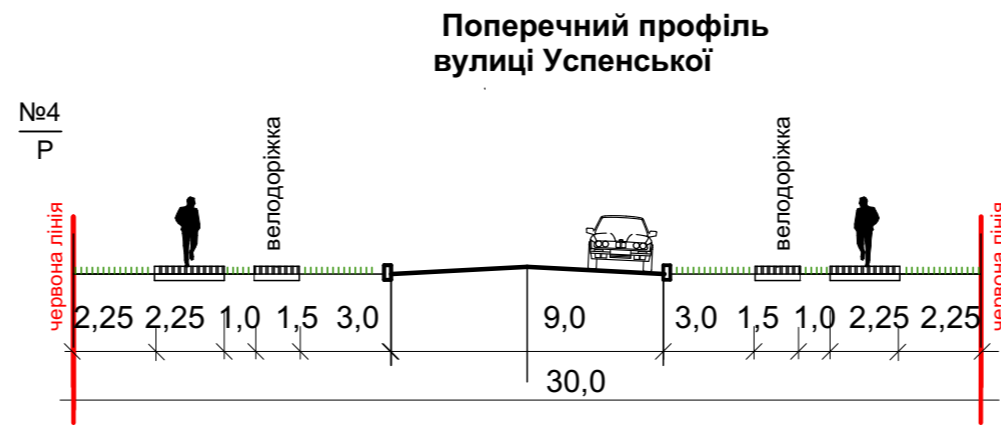 Поперечний профіль
вулиці Успенської
№4
Р
червона лінія
велодоріжка
велодоріжка
червона лінія
2,25 2,25 1,0 1,5 3,0 9,0 3,0 1,5 1,0 2,25 2,25
30,0